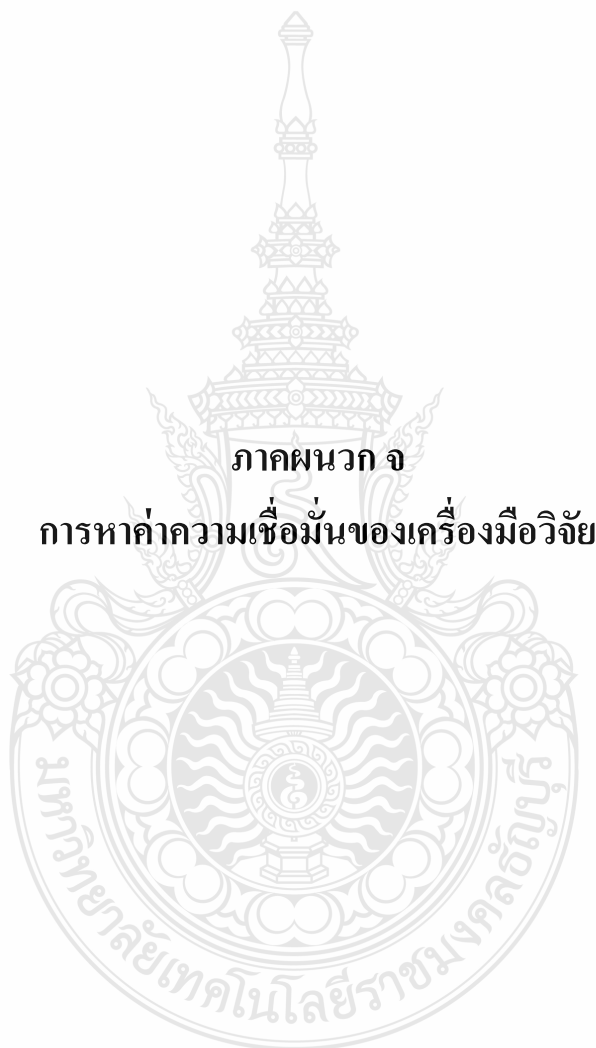 ภาคผนวก จ
การหาค่าความเชื่อมั่นของเครื่องมือวิจัย
มหาวิทยาลัยเทคโนโลยีราชมงคลธัญบุรี